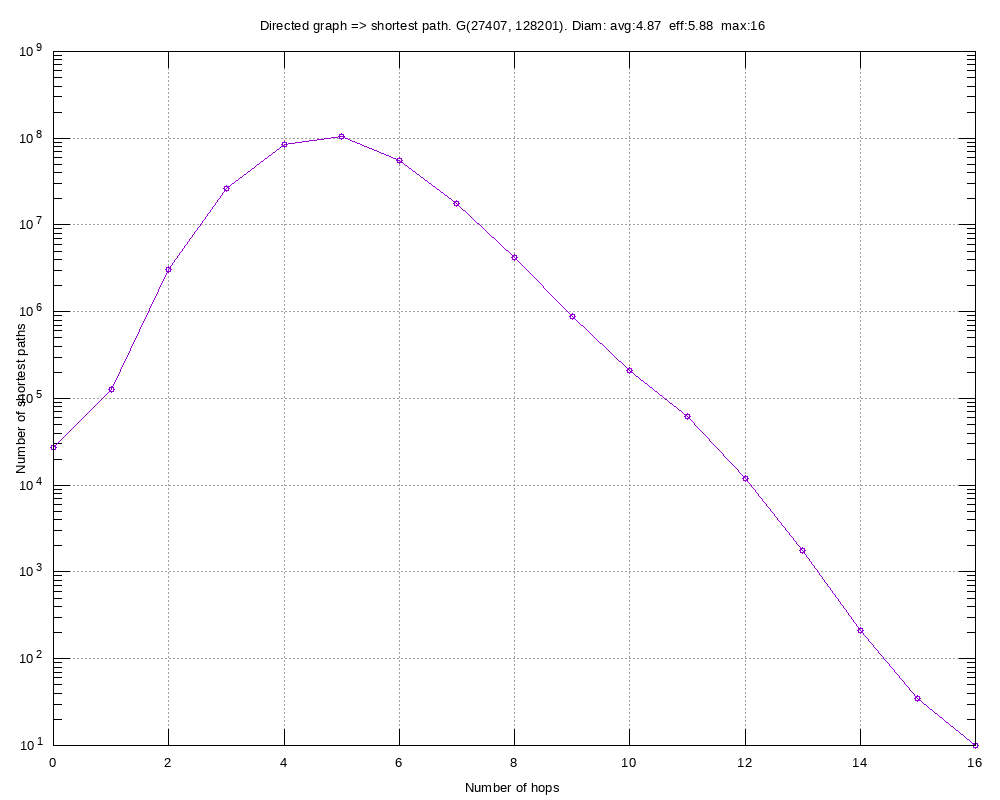 Directed graph => shortest path. G(27407, 128201). Diam: avg:4.87  eff:5.88  max:16
10^9
10^8
10^7
10^6
10^5
10^4
10^3
10^2
10^1
Number of shortest paths
0 2 4 6 8 10 12 14 16
Number of hops